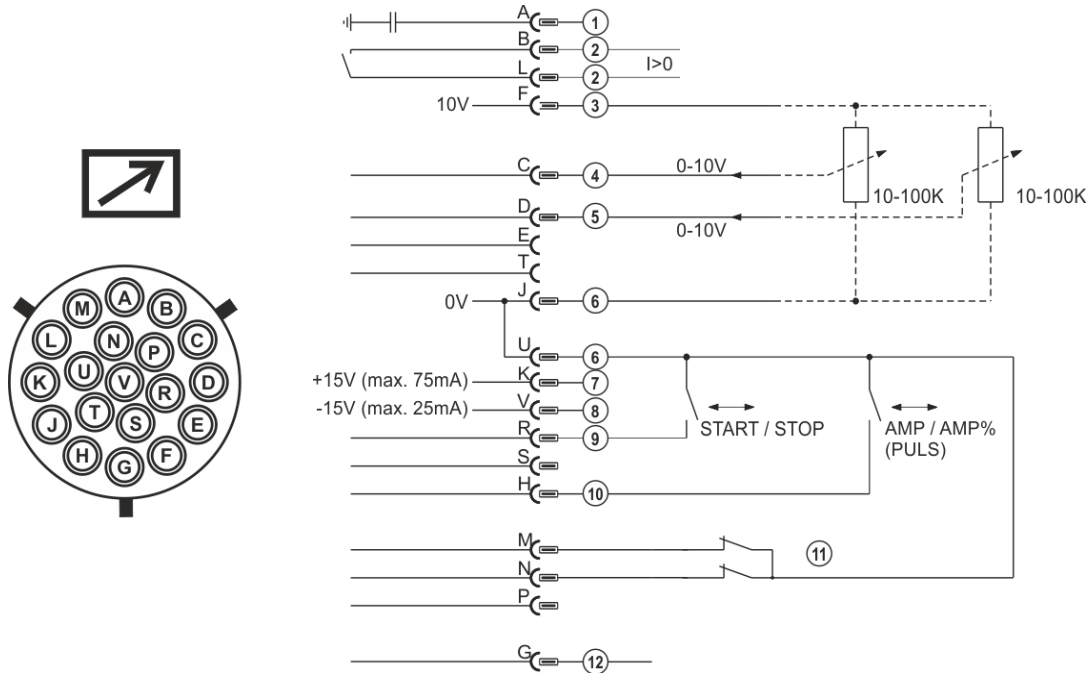 A 1
B 2
L 2 I>0
10V F 3
C 4 0-10V
10-100K 10-100K
D 5 0-10V
E
T
0V J 6
U 6
+15V (max. 75mA) K 7
-15V (max. 25mA) V 8
R 9 START / STOP AMP / AMP%
(PULS)
S
H 10
M 11
N
P
G 12
A
M B
L N P C
K U V R D
J T S E
H F
G